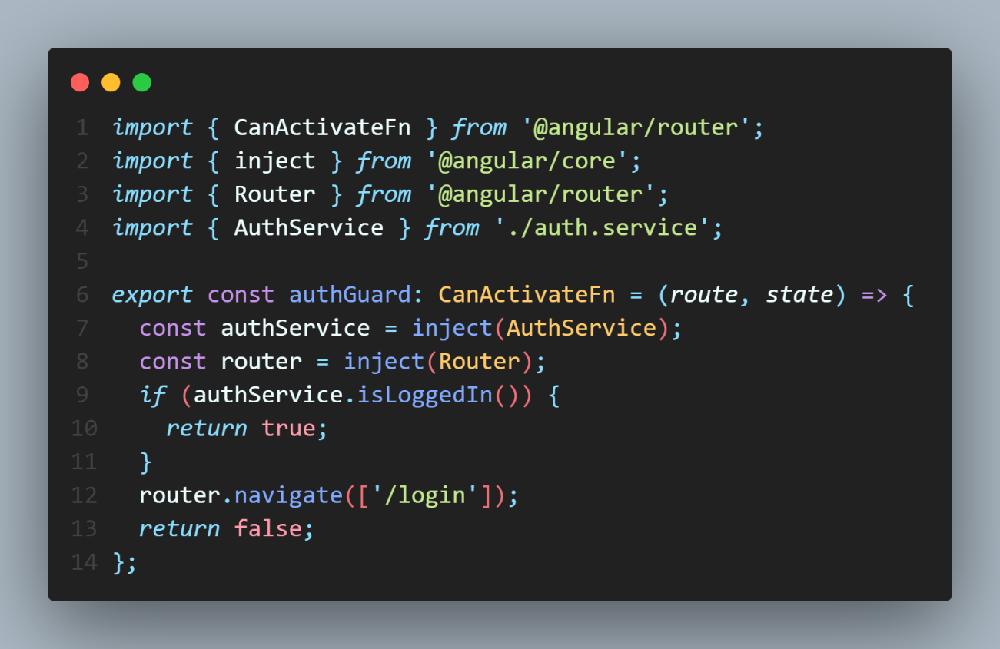 1 import { CanActivateFn } from '@angular/router';
2 import { inject } from '@angular/core';
3 import { Router } from '@angular/router';
4 import { AuthService } from './auth.service';
5
6 export const authGuard: CanActivateFn = (route, state) => {
7   const authService = inject(AuthService);
8   const router = inject(Router);
9   if (authService.isLoggedIn()) {
10     return true;
11   }
12   router.navigate(['/login']);
13   return false;
14 };